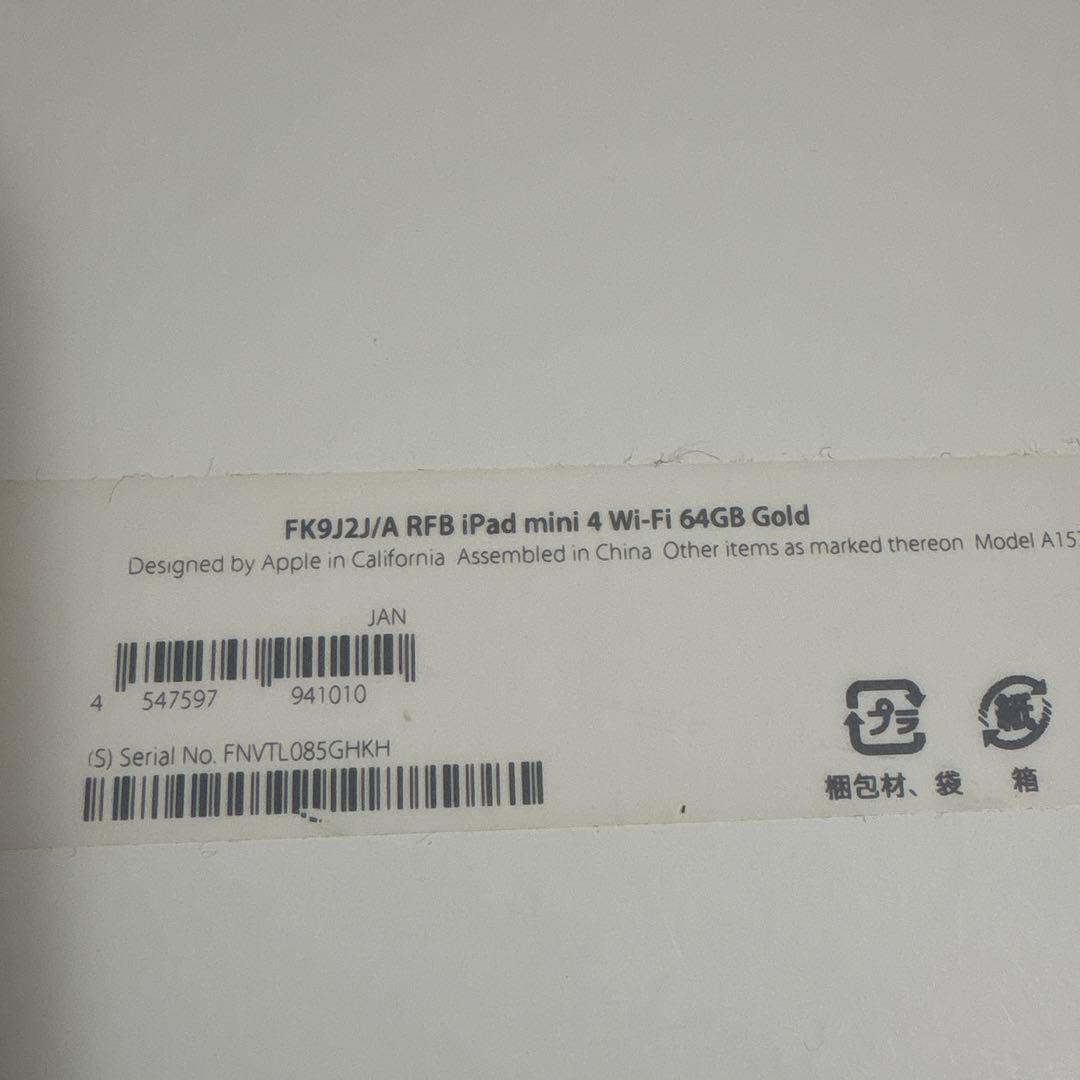 FK9J2J/A RFB iPad mini 4 Wi-Fi 64GB Gold
Designed by Apple in California Assembled in China Other items as marked thereon Model A15
JAN
4 547597 941010
(S) Serial No. FNVTL085GHKH
プラ 紙
梱包材、袋 箱